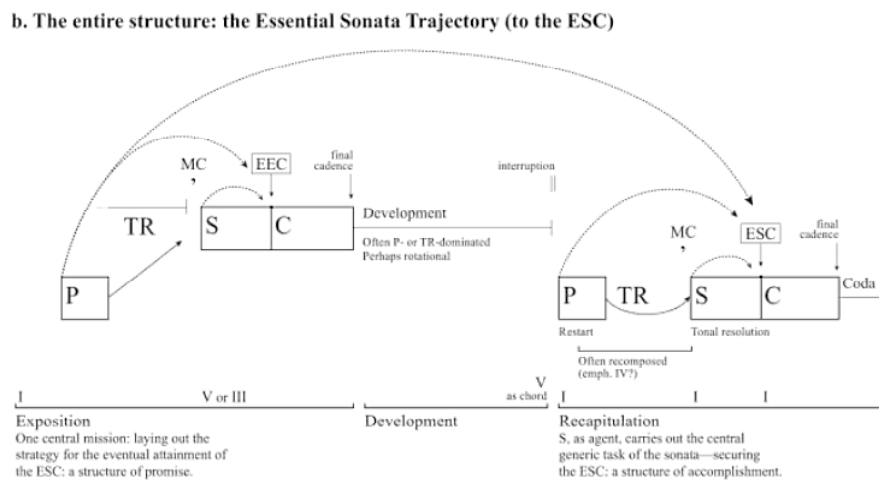 b. The entire structure: the Essential Sonata Trajectory (to the ESC)
MC
,
EEC
final
cadence
interruption
TR
S
C
Development
Often P- or TR-dominated
Perhaps rotational
MC
,
ESC
final
cadence
P
P
TR
S
C
Coda
Restart
Tonal resolution
Often recomposed
(emph. IV?)
I
V or III
V
as chord
I
I
I
Exposition
One central mission: laying out the
strategy for the eventual attainment of
the ESC: a structure of promise.
Development
Recapitulation
S, as agent, carries out the central
generic task of the sonata—securing
the ESC: a structure of accomplishment.